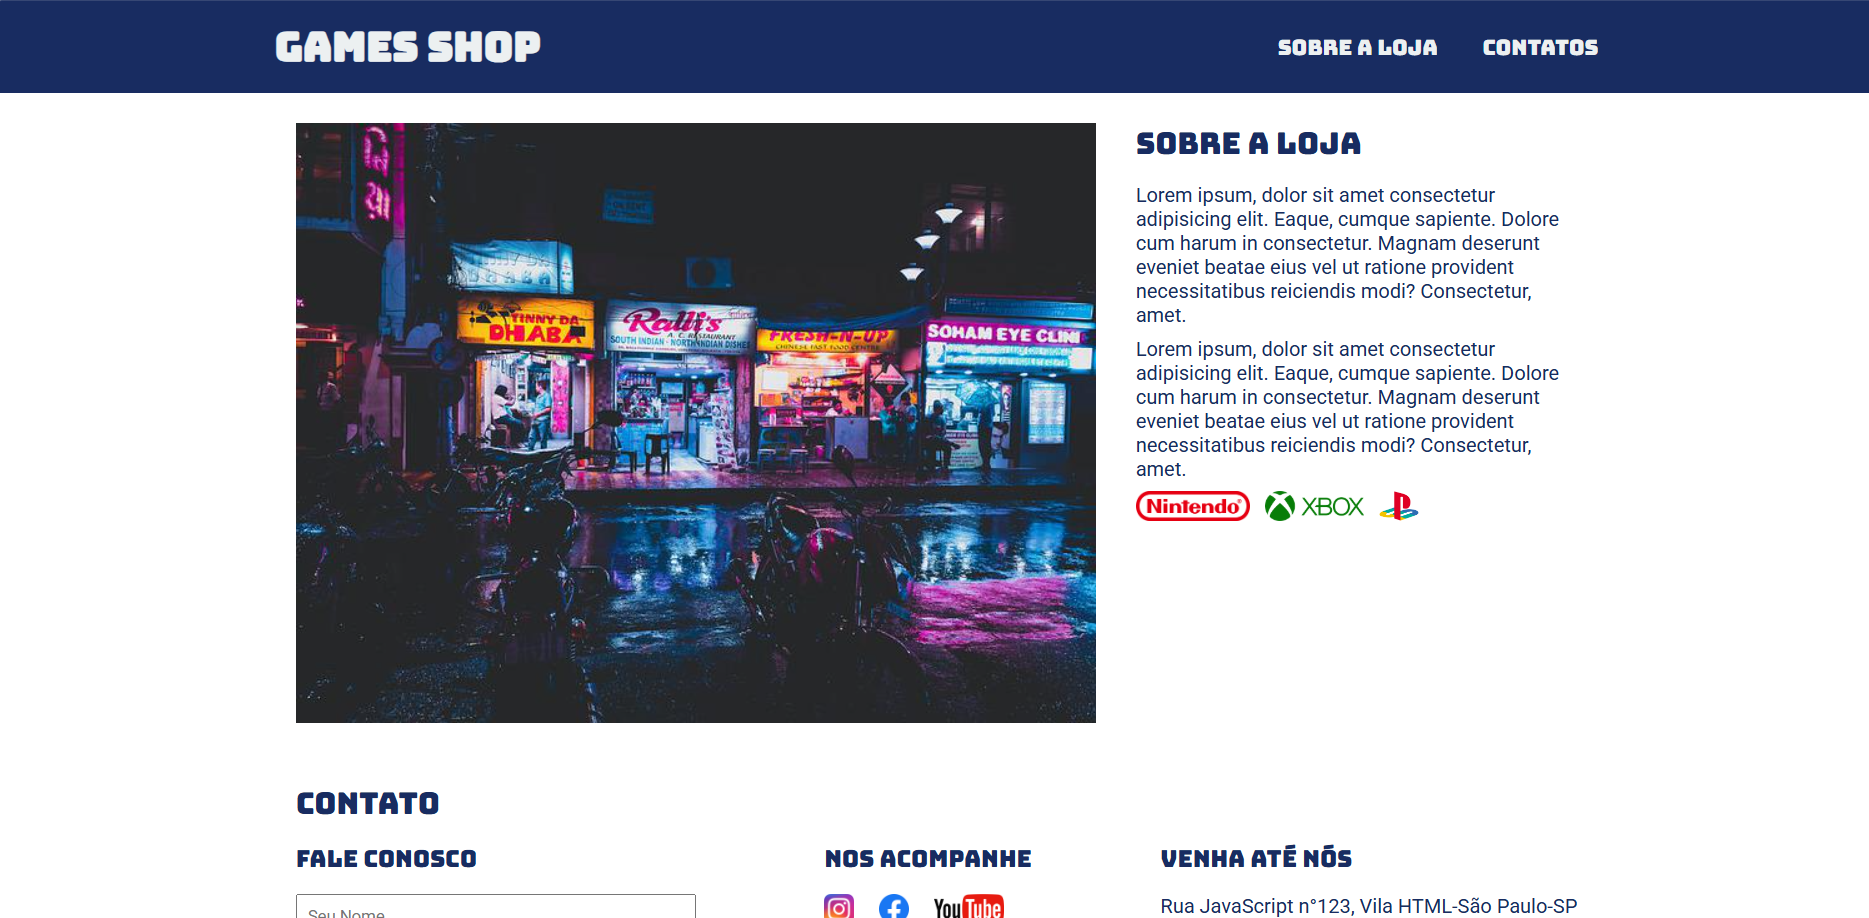 GAMES SHOP
SOBRE A LOJA
CONTATOS
TINNY DA
DHABA
Ralli's
A. C. RESTAURANT
SOUTH INDIAN - NORTH INDIAN DISHES
FRESH-N-UP
CHINESE FAST FOOD CENTRE
SOHAM EYE CLINI
SOBRE A LOJA
Lorem ipsum, dolor sit amet consectetur
adipisicing elit. Eaque, cumque sapiente. Dolore
cum harum in consectetur. Magnam deserunt
eveniet beatae eius vel ut ratione provident
necessitatibus reiciendis modi? Consectetur,
amet.
Lorem ipsum, dolor sit amet consectetur
adipisicing elit. Eaque, cumque sapiente. Dolore
cum harum in consectetur. Magnam deserunt
eveniet beatae eius vel ut ratione provident
necessitatibus reiciendis modi? Consectetur,
amet.
Nintendo
XBOX
CONTATO
FALE CONOSCO
Seu Nome
NOS ACOMPANHE
YouTube
VENHA ATÉ NÓS
Rua JavaScript n°123, Vila HTML-São Paulo-SP